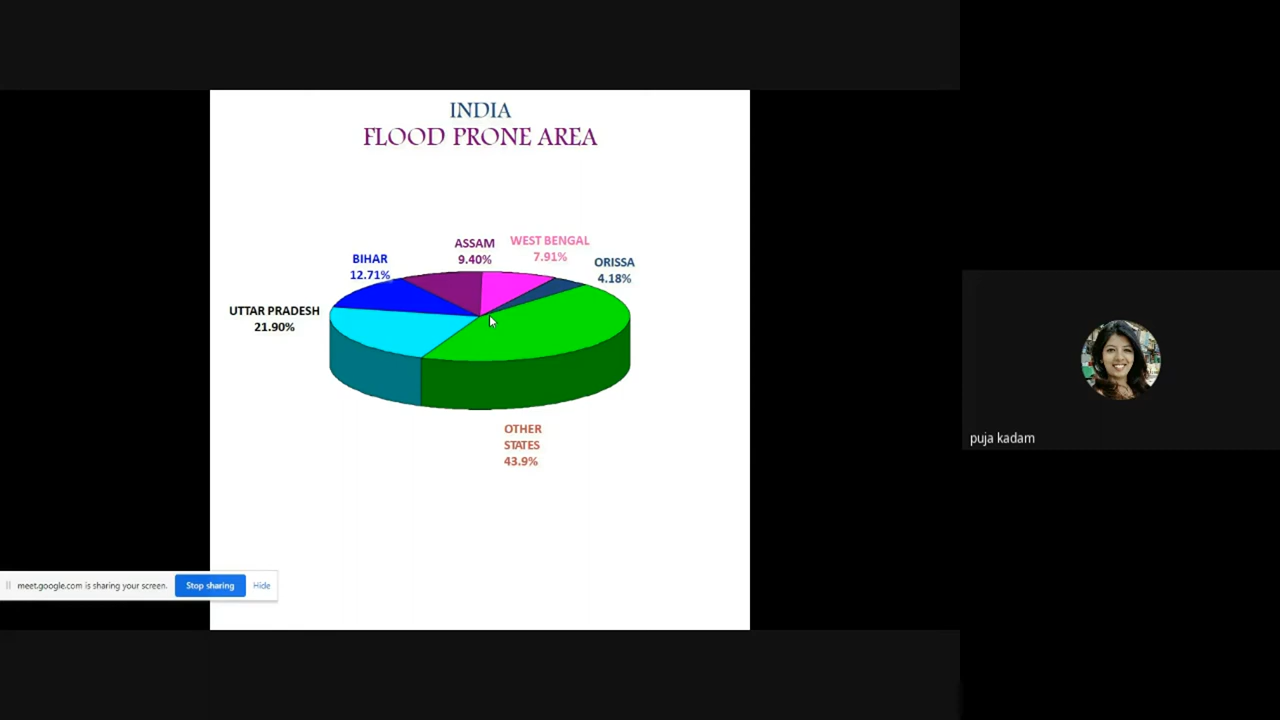 INDIA
FLOOD PRONE AREA
ASSAM
9.40%
WEST BENGAL
7.91%
BIHAR
12.71%
ORISSA
4.18%
UTTAR PRADESH
21.90%
OTHER
STATES
43.9%
puja kadam
meet.google.com is sharing your screen.
Stop sharing
Hide